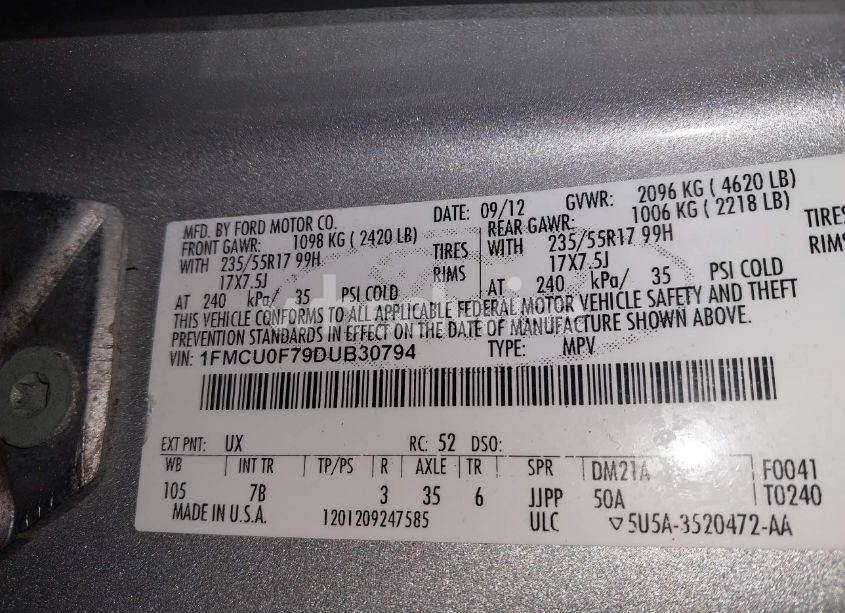 MFD. BY FORD MOTOR CO. DATE: 09/12 GVWR: 2096 KG ( 4620 LB)
FRONT GAWR: 1098 KG ( 2420 LB) REAR GAWR: 1006 KG ( 2218 LB)
WITH 235/55R17 99H TIRES WITH 235/55R17 99H TIRES
17X7.5J RIMS 17X7.5J RIMS
AT 240 kPa/ 35 PSI COLD AT 240 kPa/ 35 PSI COLD
THIS VEHICLE CONFORMS TO ALL APPLICABLE FEDERAL MOTOR VEHICLE SAFETY AND THEFT
PREVENTION STANDARDS IN EFFECT ON THE DATE OF MANUFACTURE SHOWN ABOVE.
VIN: 1FMCU0F79DUB30794 TYPE: MPV
EXT PNT: UX RC: 52 DSO:
WB INT TR TP/PS R AXLE TR SPR DM21A F0041
105 7B 3 35 6 JJPP 50A T0240
MADE IN U.S.A. 1201209247585 ULC ▽5U5A-3520472-AA